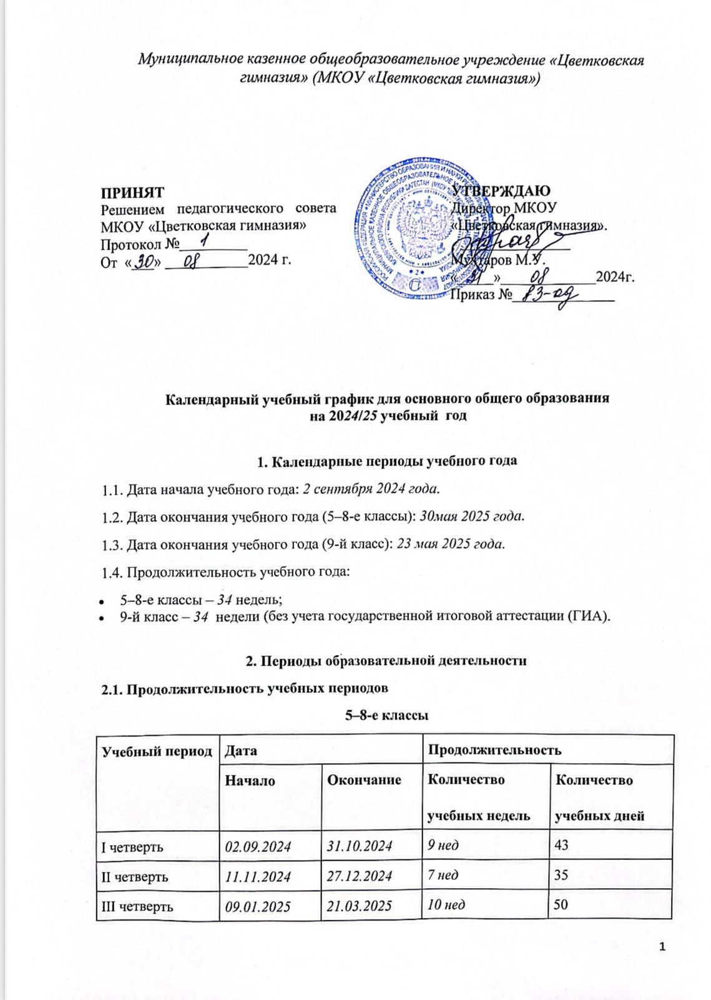 Муниципальное казенное общеобразовательное учреждение «Цветковская
гимназия» (МКОУ «Цветковская гимназия»)
ПРИНЯТ
Решением педагогического совета
МКОУ «Цветковская гимназия»
Протокол № 1
От «30» 08 2024 г.
УТВЕРЖДАЮ
Директор МКОУ
«Цветковская гимназия».
Мухтаров М.У.
«31» 08 2024г.
Приказ № 83-од
Календарный учебный график для основного общего образования
на 2024/25 учебный год
1. Календарные периоды учебного года
1.1. Дата начала учебного года: 2 сентября 2024 года.
1.2. Дата окончания учебного года (5–8-е классы): 30мая 2025 года.
1.3. Дата окончания учебного года (9-й класс): 23 мая 2025 года.
1.4. Продолжительность учебного года:
• 5–8-е классы – 34 недель;
• 9-й класс – 34 недели (без учета государственной итоговой аттестации (ГИА).
2. Периоды образовательной деятельности
2.1. Продолжительность учебных периодов
5–8-е классы
Учебный период Дата Продолжительность
Начало Окончание Количество Количество
учебных недель учебных дней
I четверть 02.09.2024 31.10.2024 9 нед 43
II четверть 11.11.2024 27.12.2024 7 нед 35
III четверть 09.01.2025 21.03.2025 10 нед 50
1